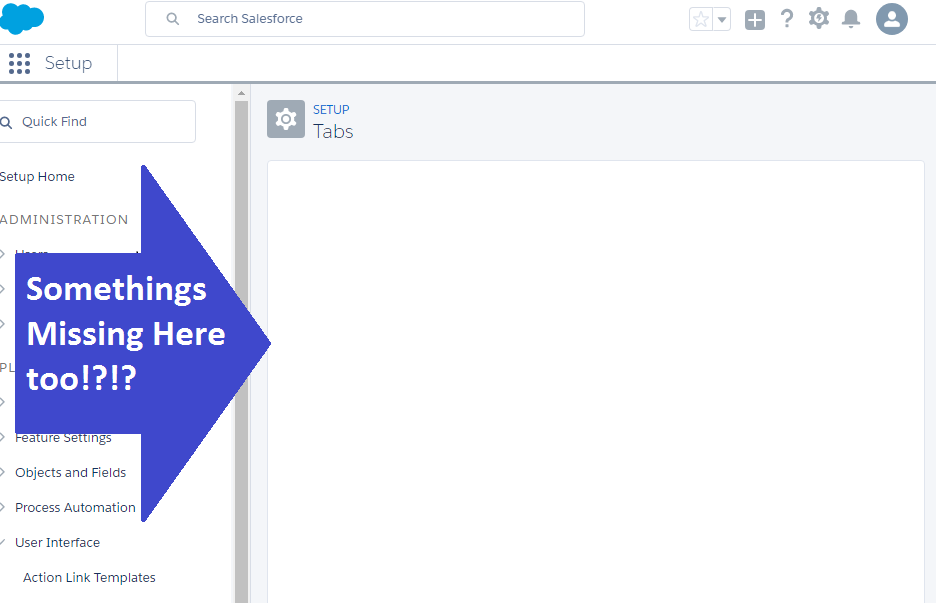 Search Salesforce
Setup
Quick Find
SETUP
Tabs
Setup Home
ADMINISTRATION
Users
Somethings
Missing Here
too!?!?
PL
Feature Settings
Objects and Fields
Process Automation
User Interface
Action Link Templates